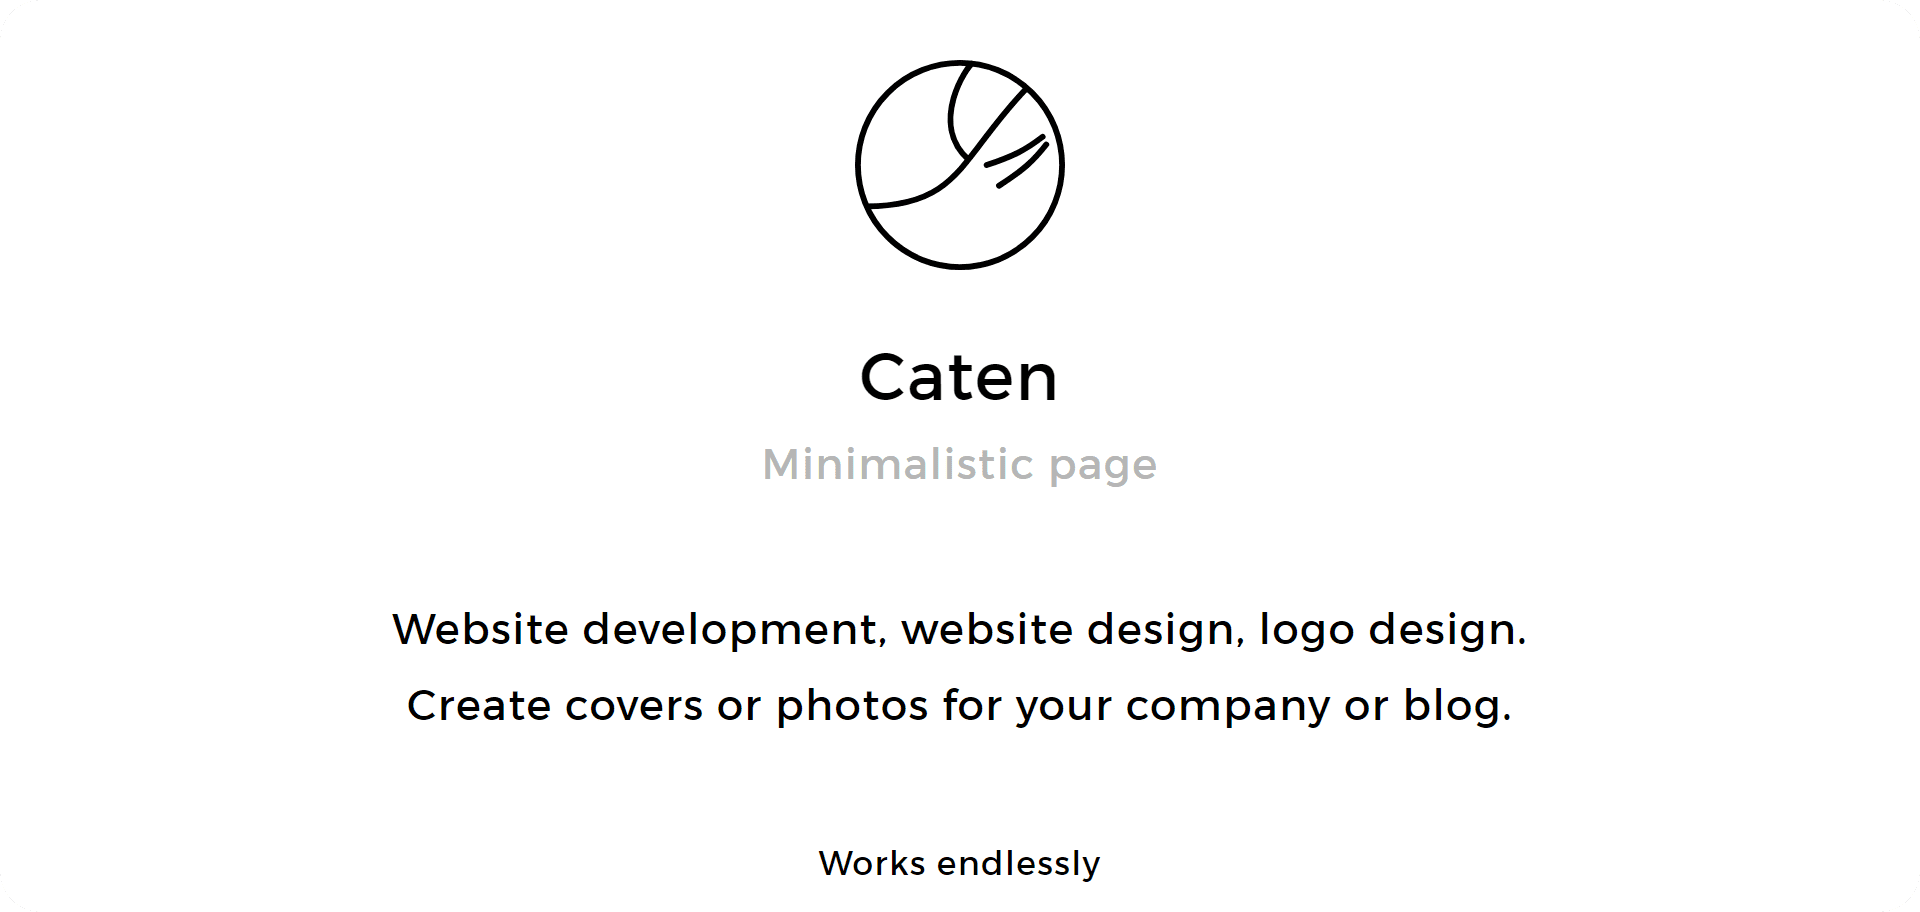 Caten
Minimalistic page
Website development, website design, logo design.
Create covers or photos for your company or blog.
Works endlessly